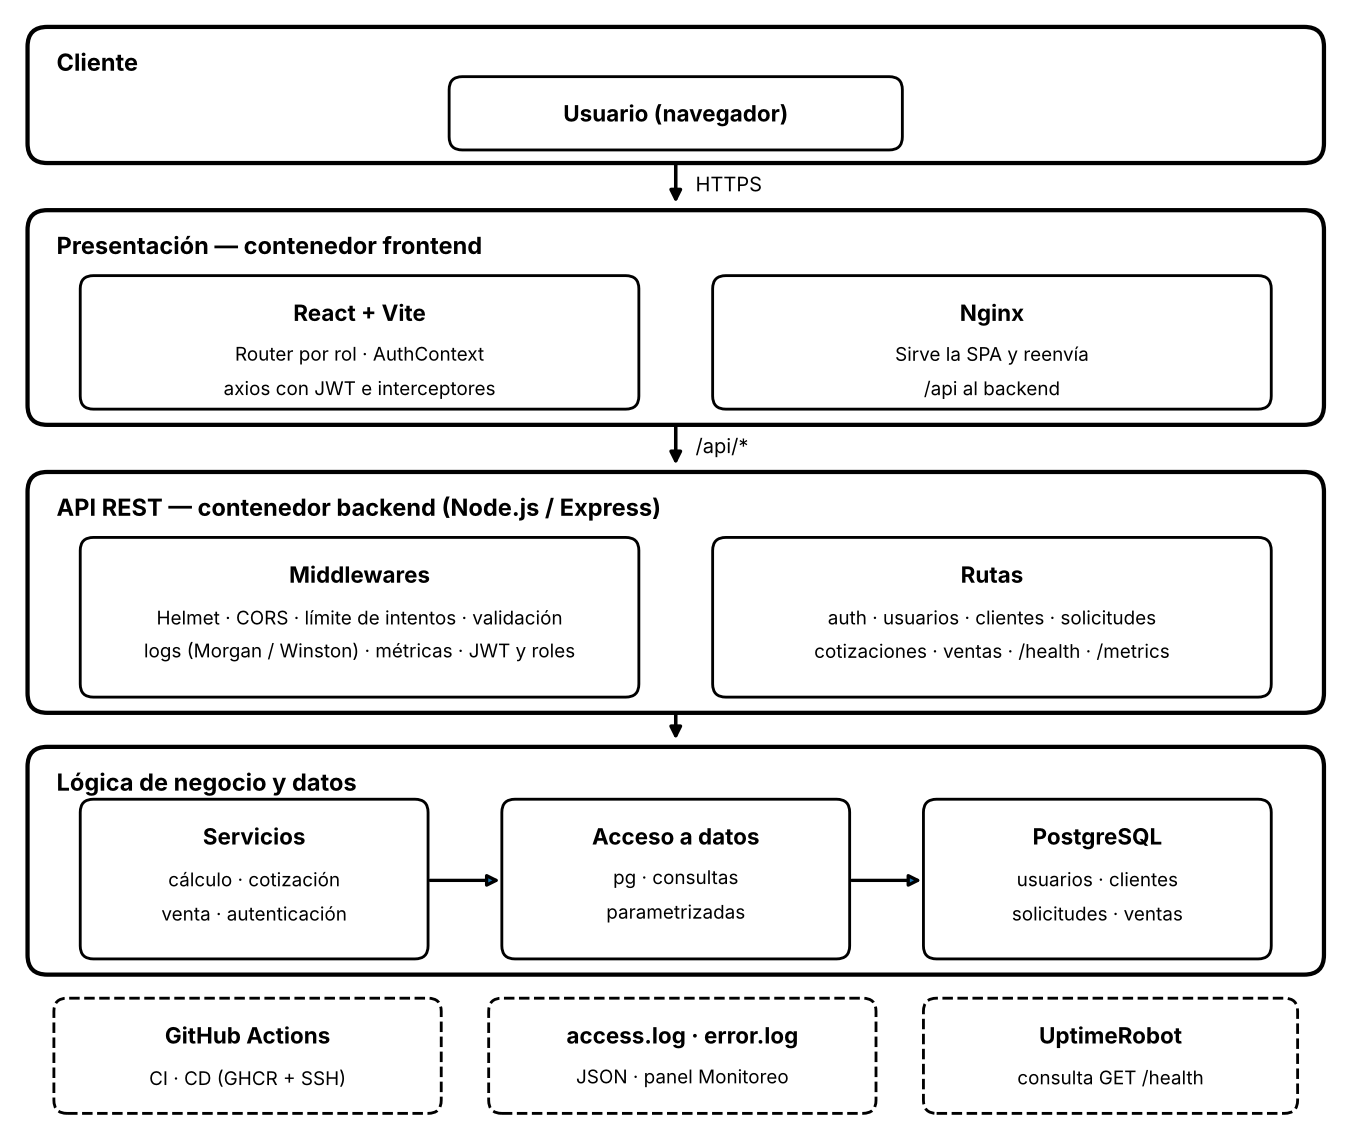 Cliente
Usuario (navegador)
HTTPS
Presentación — contenedor frontend
React + Vite
Router por rol · AuthContext
axios con JWT e interceptores
Nginx
Sirve la SPA y reenvía
/api al backend
/api/*
API REST — contenedor backend (Node.js / Express)
Middlewares
Helmet · CORS · límite de intentos · validación
logs (Morgan / Winston) · métricas · JWT y roles
Rutas
auth · usuarios · clientes · solicitudes
cotizaciones · ventas · /health · /metrics
Lógica de negocio y datos
Servicios
cálculo · cotización
venta · autenticación
Acceso a datos
pg · consultas
parametrizadas
PostgreSQL
usuarios · clientes
solicitudes · ventas
GitHub Actions
CI · CD (GHCR + SSH)
access.log · error.log
JSON · panel Monitoreo
UptimeRobot
consulta GET /health